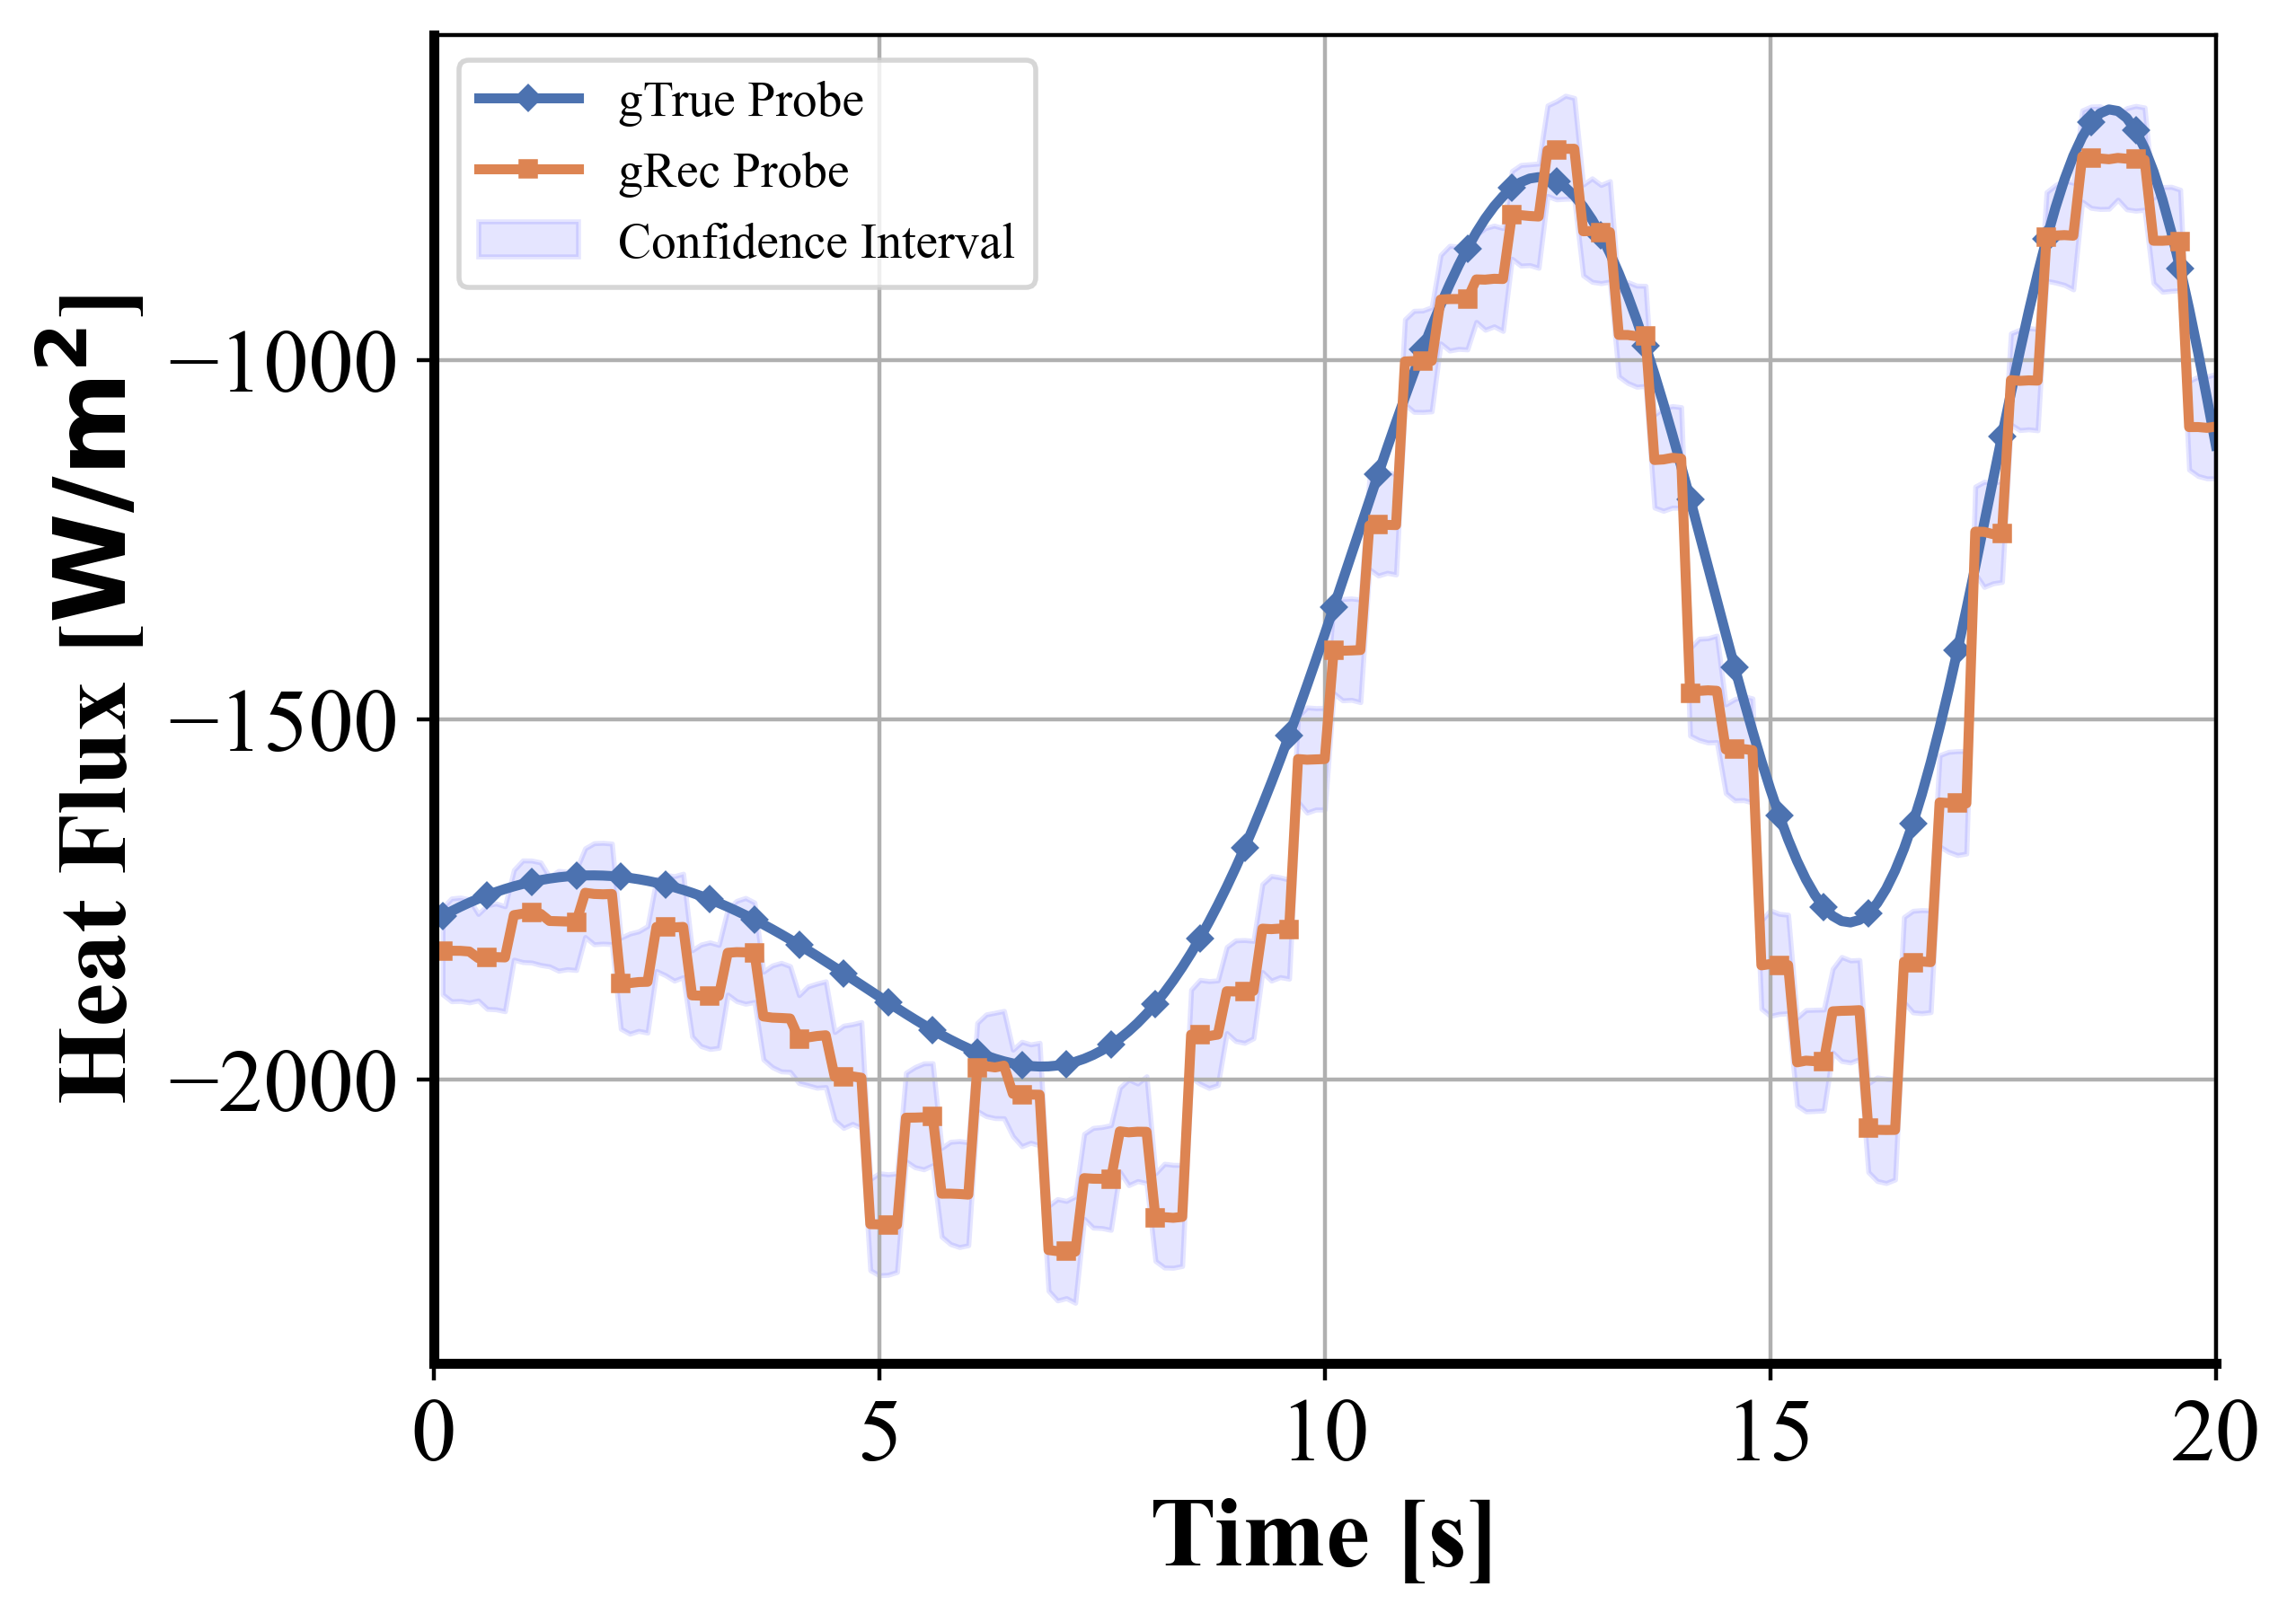 gTrue Probe
gRec Probe
Confidence Interval
Heat Flux [W/m²]
−1000
−1500
−2000
0 5 10 15 20
Time [s]